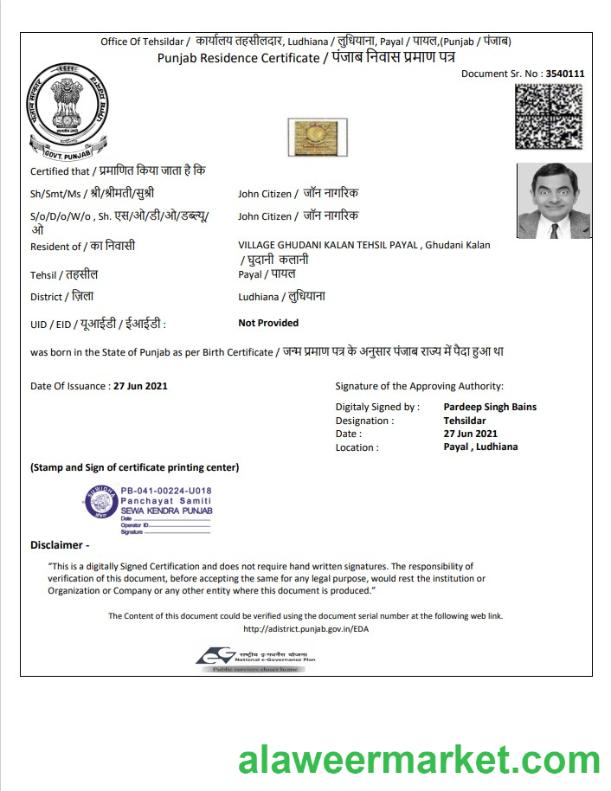 Office Of Tehsildar / कार्यालय तहसीलदार, Ludhiana / लुधियाना, Payal / पायल,(Punjab / पंजाब)
Punjab Residence Certificate / पंजाब निवास प्रमाण पत्र
Document Sr. No : 3540111
GOVT. PUNJAB
Certified that / प्रमाणित किया जाता है कि
Sh/Smt/Ms / श्री/श्रीमती/सुश्री John Citizen / जॉन नागरिक
S/o/D/o/W/o , Sh. एस/ओ/डी/ओ/डब्ल्यू/ John Citizen / जॉन नागरिक
ओ
Resident of / का निवासी VILLAGE GHUDANI KALAN TEHSIL PAYAL , Ghudani Kalan
/ घुदानी कलानी
Tehsil / तहसील Payal / पायल
District / ज़िला Ludhiana / लुधियाना
UID / EID / यूआईडी / ईआईडी : Not Provided
was born in the State of Punjab as per Birth Certificate / जन्म प्रमाण पत्र के अनुसार पंजाब राज्य में पैदा हुआ था
Date Of Issuance : 27 Jun 2021 Signature of the Approving Authority:
Digitaly Signed by : Pardeep Singh Bains
Designation : Tehsildar
Date : 27 Jun 2021
Location : Payal , Ludhiana
(Stamp and Sign of certificate printing center)
PB-041-00224-U018
Panchayat Samiti
SEWA KENDRA PUNJAB
Date
Operator ID
Signature
Disclaimer -
“This is a digitally Signed Certification and does not require hand written signatures. The responsibility of
verification of this document, before accepting the same for any legal purpose, would rest the institution or
Organization or Company or any other entity where this document is produced.”
The Content of this document could be verified using the document serial number at the following web link.
http://adistrict.punjab.gov.in/EDA
राष्ट्रीय ई-गवर्नेंस योजना
National e-Governance Plan
Public services closer home
alaweermarket.com